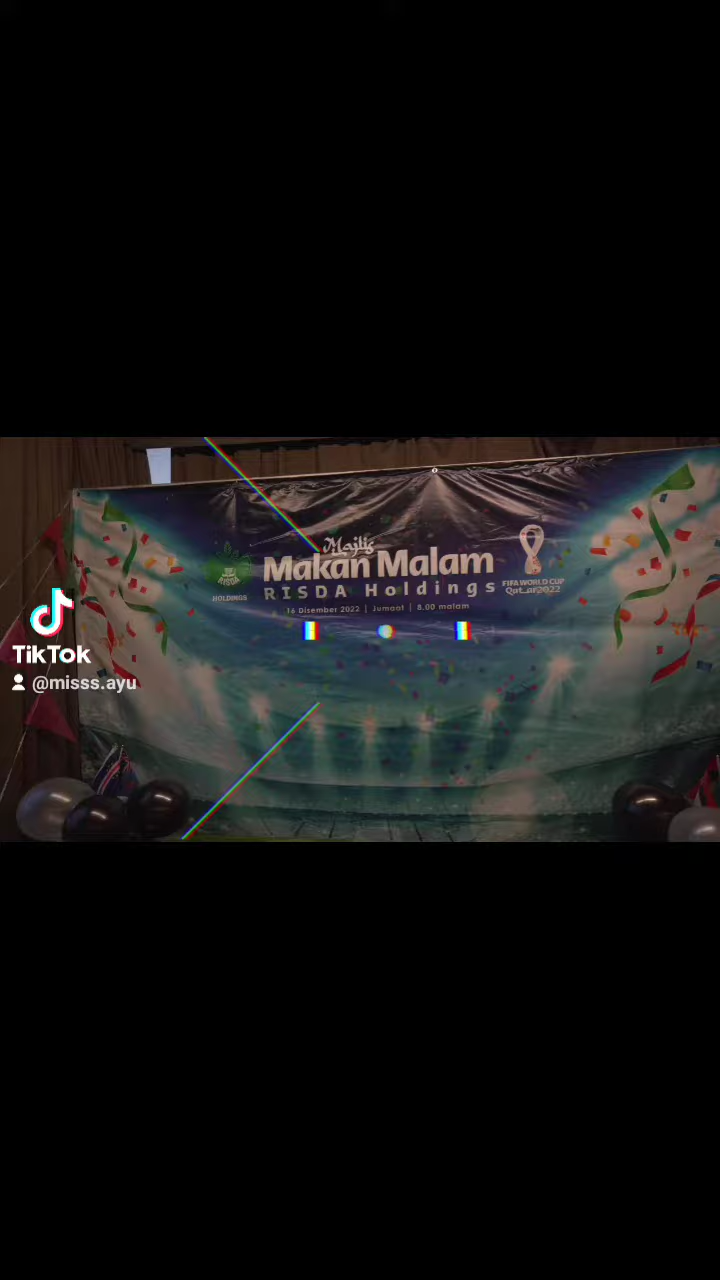 Majlis
Makan Malam
RISDA Holdings
16 Disember 2022 | Jumaat | 8.00 malam
RISDA
HOLDINGS
FIFA WORLD CUP
Qatar2022
TikTok
@misss.ayu